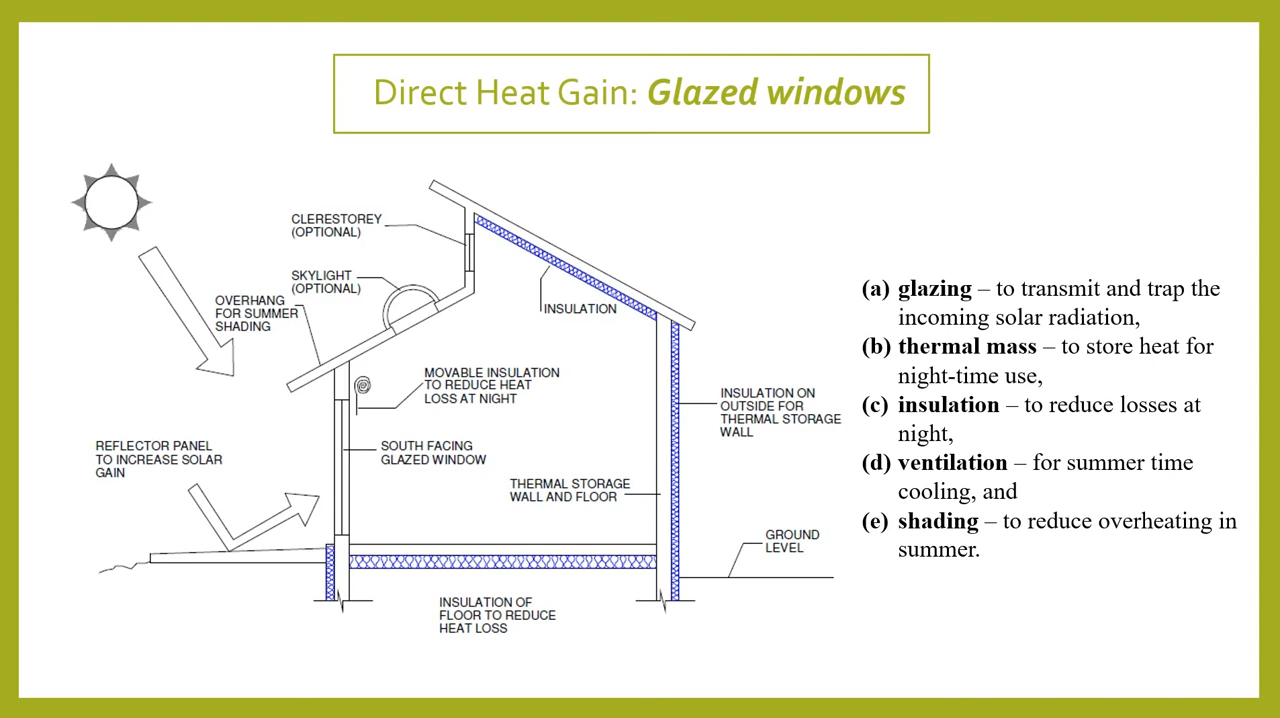 Direct Heat Gain: Glazed windows
CLERESTOREY
(OPTIONAL)
SKYLIGHT
(OPTIONAL)
OVERHANG
FOR SUMMER
SHADING
INSULATION
MOVABLE INSULATION
TO REDUCE HEAT
LOSS AT NIGHT
INSULATION ON
OUTSIDE FOR
THERMAL STORAGE
WALL
REFLECTOR PANEL
TO INCREASE SOLAR
GAIN
SOUTH FACING
GLAZED WINDOW
THERMAL STORAGE
WALL AND FLOOR
GROUND
LEVEL
INSULATION OF
FLOOR TO REDUCE
HEAT LOSS
(a) glazing – to transmit and trap the
incoming solar radiation,
(b) thermal mass – to store heat for
night-time use,
(c) insulation – to reduce losses at
night,
(d) ventilation – for summer time
cooling, and
(e) shading – to reduce overheating in
summer.